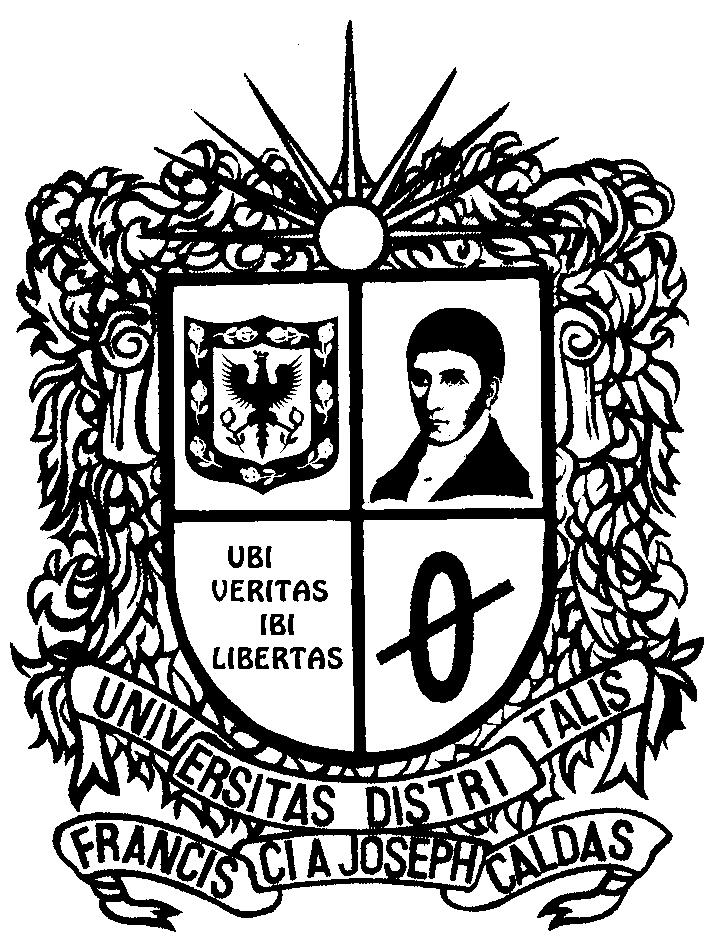 UBI
VERITAS
IBI
LIBERTAS
UNIVERSITAS DISTRITALIS
FRANCISCI A JOSEPH CALDAS